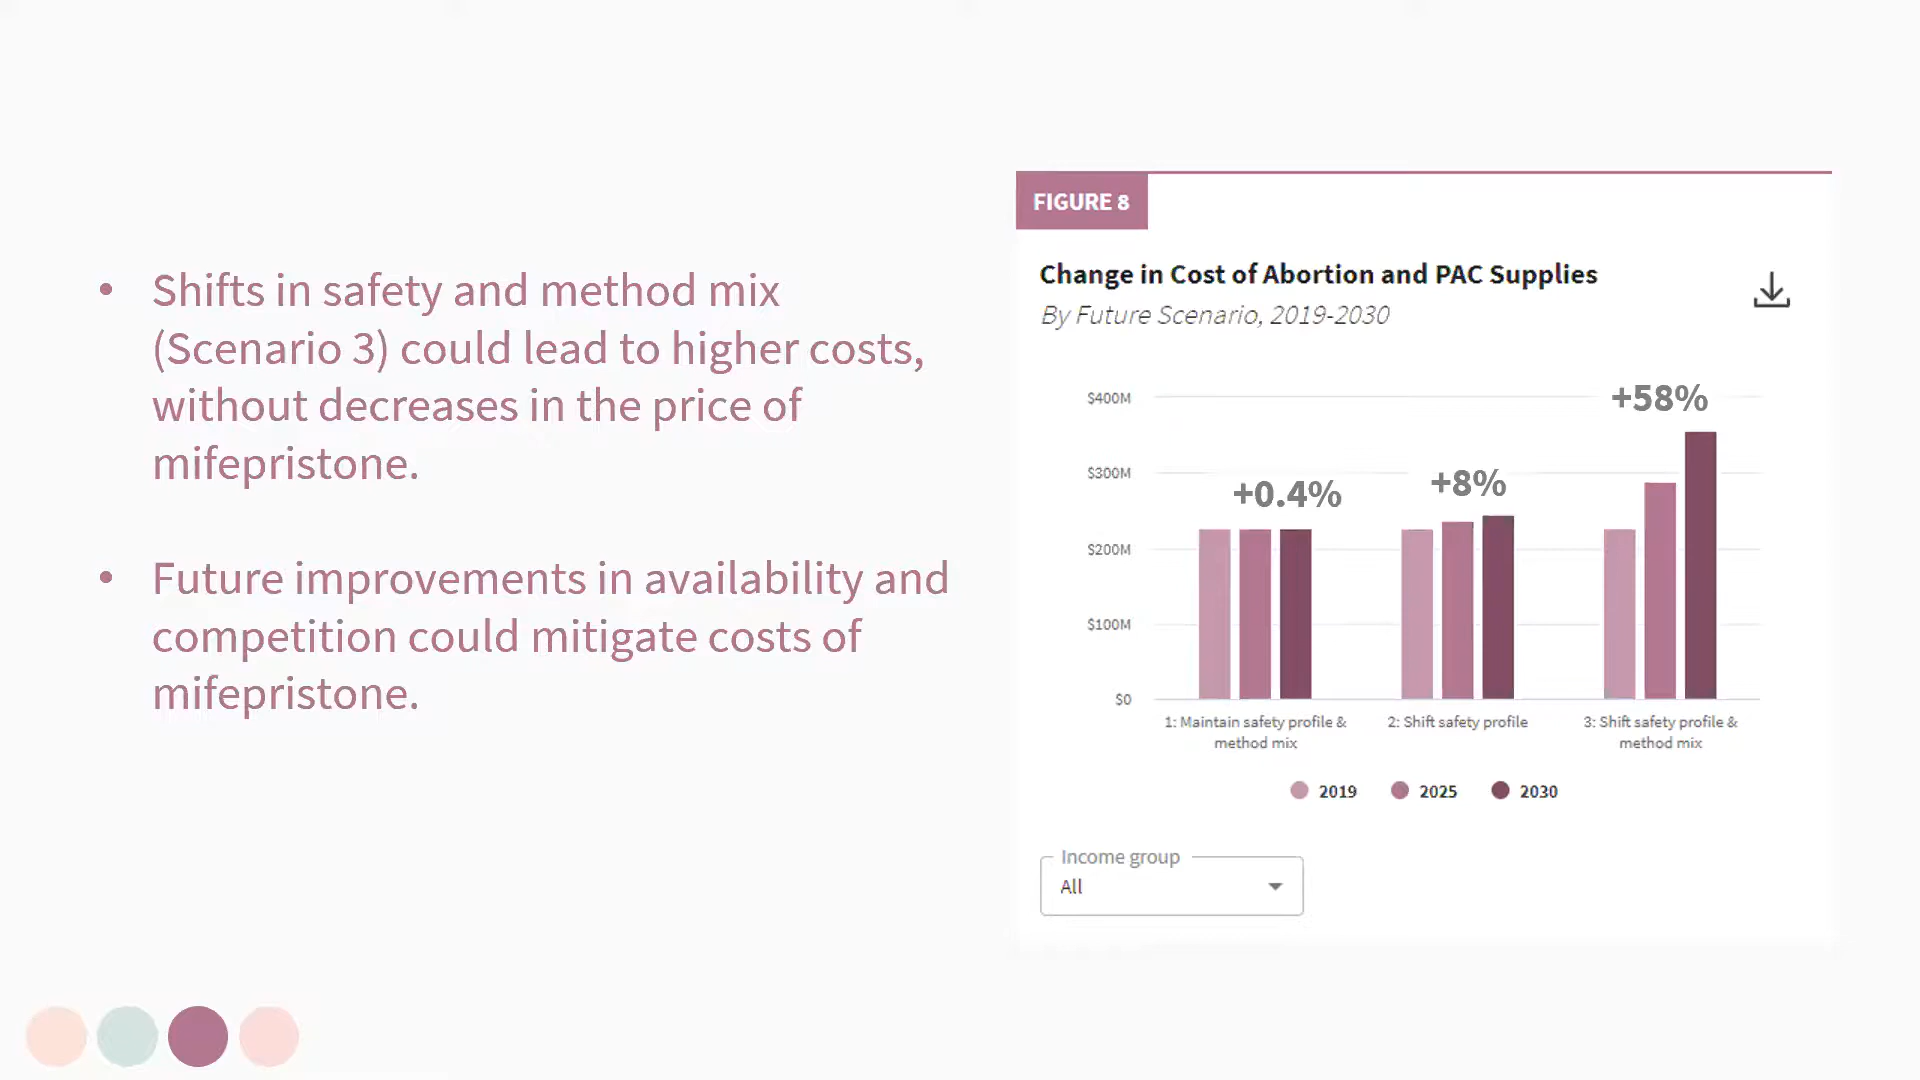 • Shifts in safety and method mix
(Scenario 3) could lead to higher costs,
without decreases in the price of
mifepristone.
• Future improvements in availability and
competition could mitigate costs of
mifepristone.
FIGURE 8
Change in Cost of Abortion and PAC Supplies
By Future Scenario, 2019-2030
$400M
$300M
$200M
$100M
$0
+0.4%
+8%
+58%
1: Maintain safety profile &
method mix
2: Shift safety profile
3: Shift safety profile &
method mix
2019 2025 2030
Income group
All